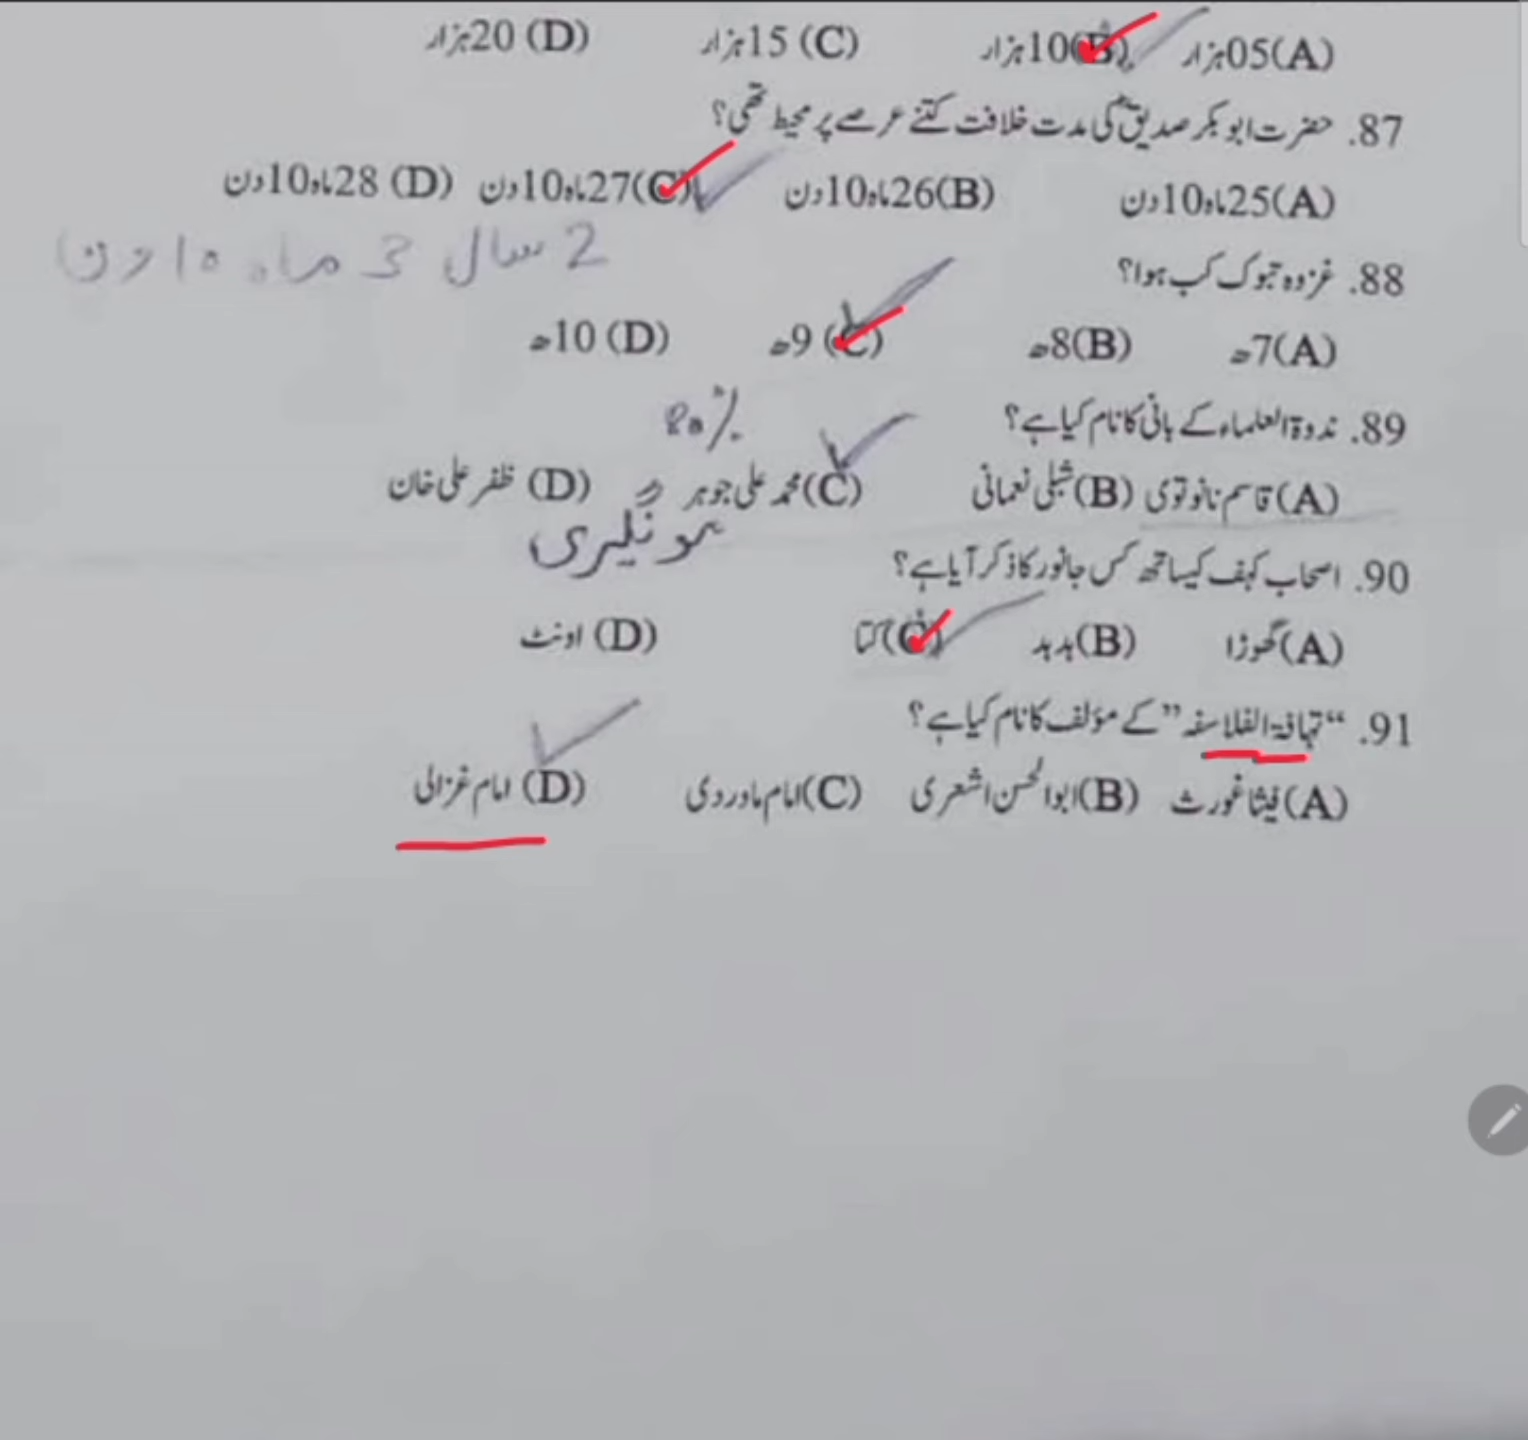 (A)05ہزار (B)10ہزار (C) 15ہزار (D) 20ہزار
87. حضرت ابوبکر صدیقؓ کی مدت خلافت کتنے عرصے پر محیط تھی؟
(A)25ماہ10دن (B)26ماہ10دن (C)27ماہ10دن (D) 28ماہ10دن
2 سال 3 ماہ 10 دن
88. غزوہ تبوک کب ہوا؟
(A)7ھ (B)8ھ (C) 9ھ (D) 10ھ
80%
89. ندوۃ العلماء کے بانی کا نام کیا ہے؟
(A) قاسم نانوتوی (B) شبلی نعمانی (C) محمد علی جوہر (D) ظفر علی خان
مونگیری
90. اصحاب کہف کیساتھ کس جانور کا ذکر آیا ہے؟
(A) گھوڑا (B) ہدہد (C) کتا (D) اونٹ
91. “تہافۃ الفلاسفہ” کے مؤلف کا نام کیا ہے؟
(A) فیثاغورث (B) ابوالحسن اشعری (C) امام ماوردی (D) امام غزالی